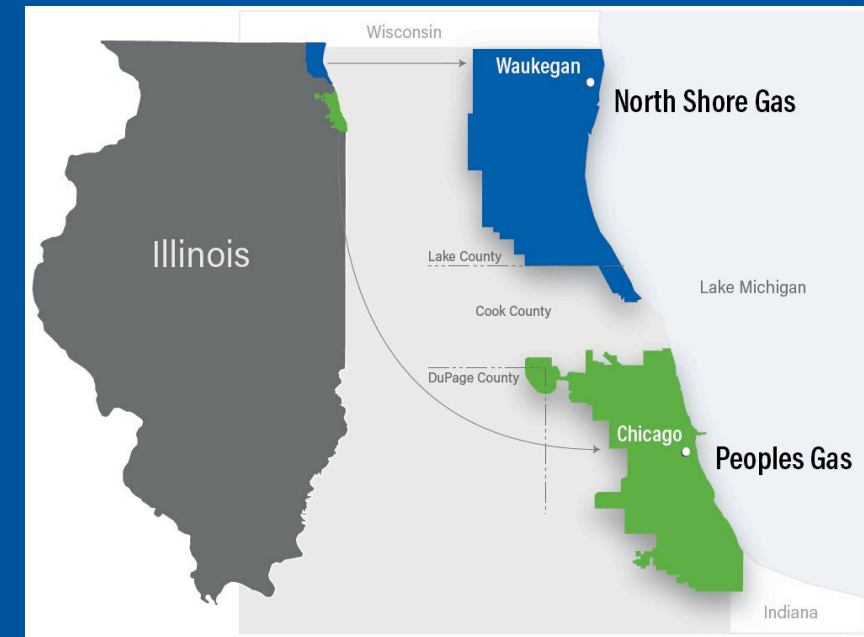 Wisconsin
Waukegan
North Shore Gas
Illinois
Lake County
Lake Michigan
Cook County
DuPage County
Chicago
Peoples Gas
Indiana